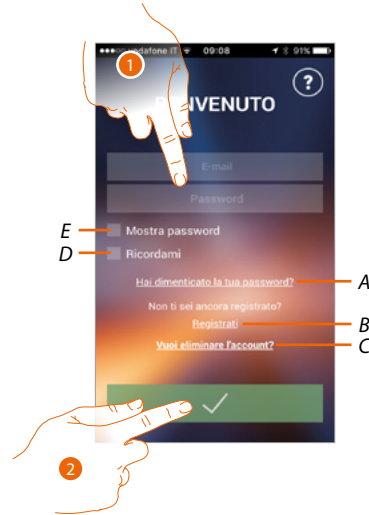 1
vodafone IT 09:08 91%
?
BENVENUTO
E-mail
Password
E Mostra password
D Ricordami
Hai dimenticato la tua password? A
Non ti sei ancora registrato?
Registrati B
Vuoi eliminare l'account? C
2